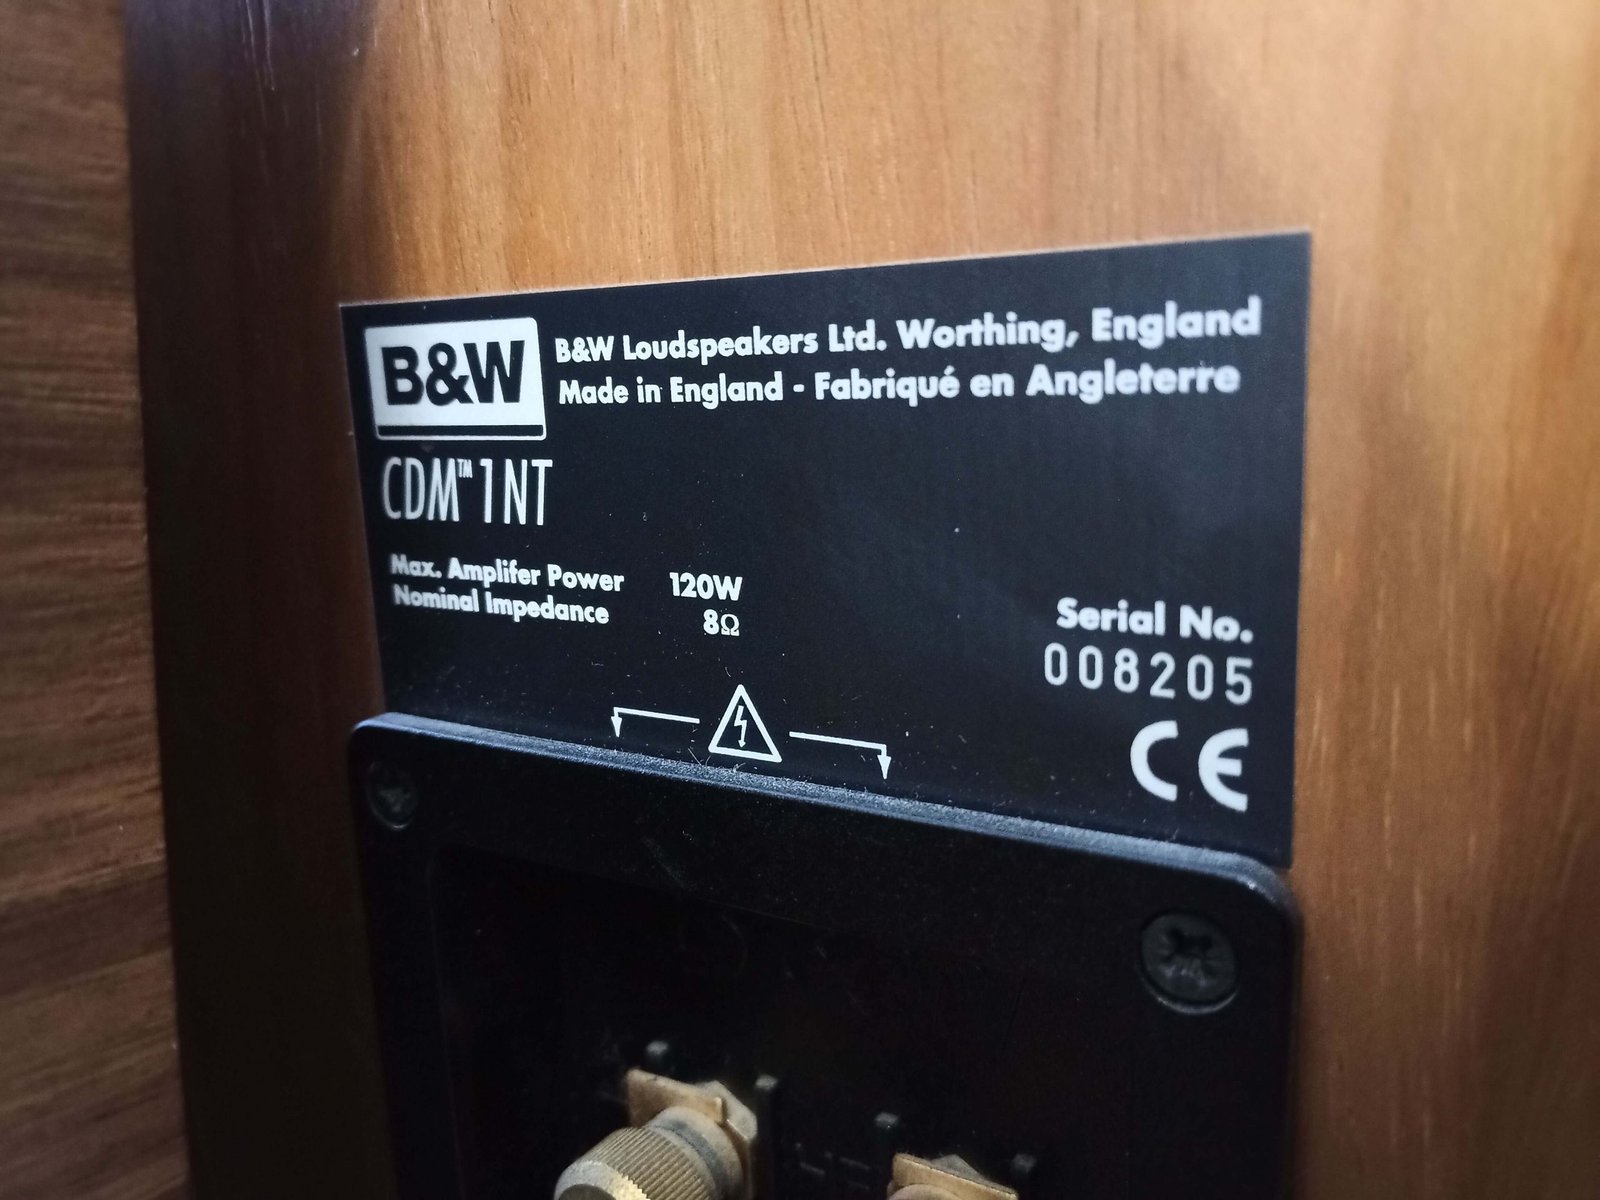 B&W
B&W Loudspeakers Ltd. Worthing, England
Made in England - Fabriqué en Angleterre
CDM™ 1NT
Max. Amplifer Power 120W
Nominal Impedance 8Ω
Serial No.
008205
CE